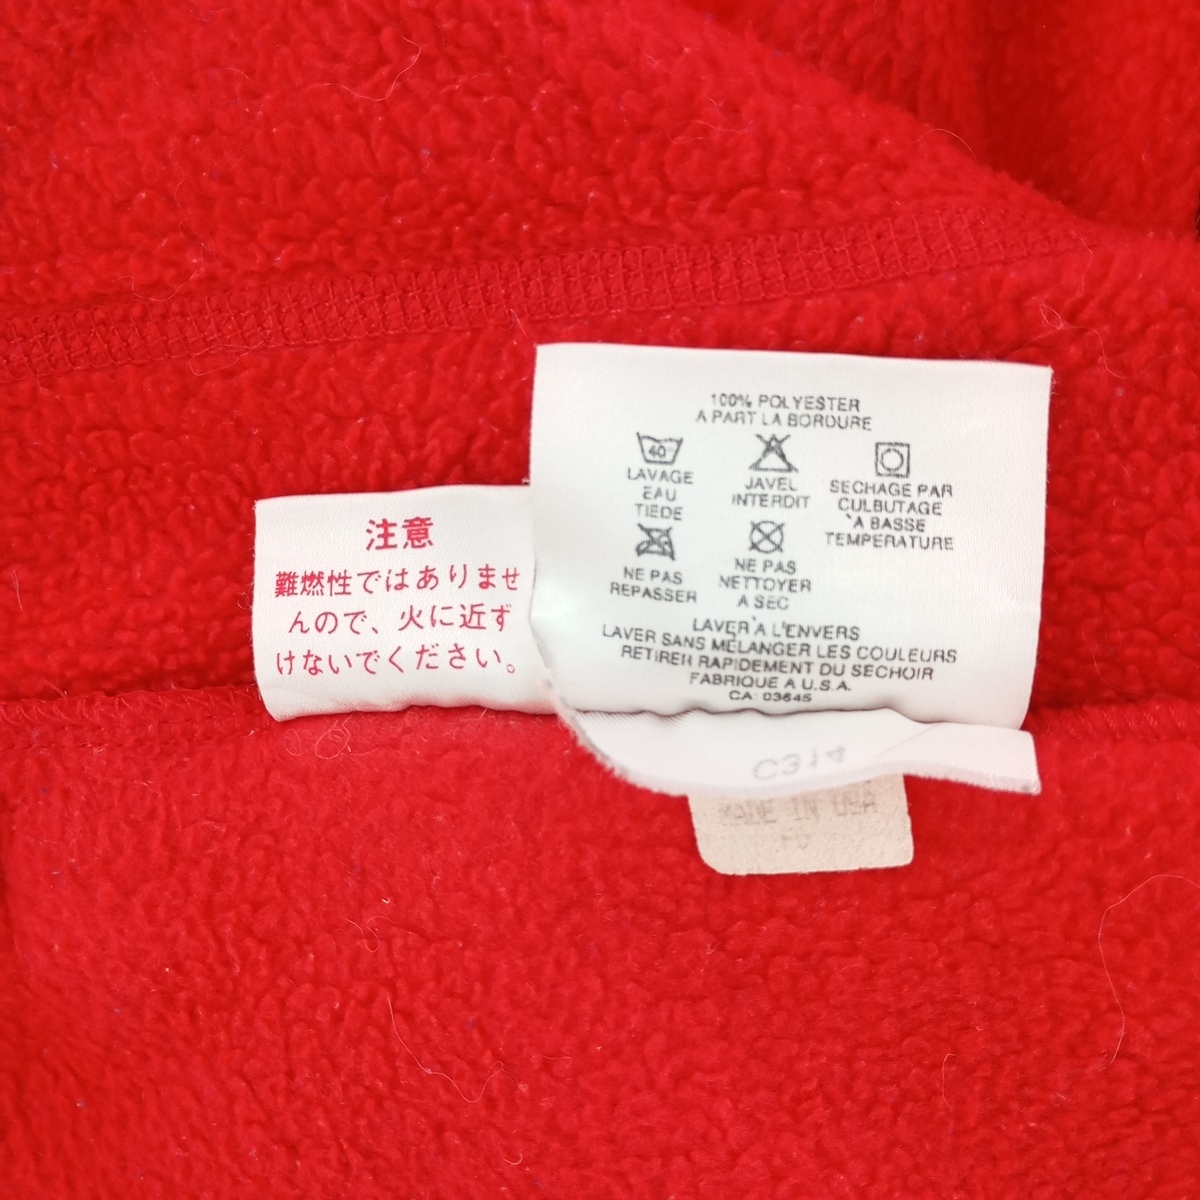 注意
難燃性ではありませ
んので、火に近ず
けないでください。
100% POLYESTER
A PART LA BORDURE
40
LAVAGE
EAU
TIEDE
JAVEL
INTERDIT
SECHAGE PAR
CULBUTAGE
`A BASSE
TEMPERATURE
NE PAS
REPASSER
NE PAS
NETTOYER
A SEC
LAVER`A L'ENVERS
LAVER SANS MĘLANGER LES COULEURS
RETIRER RAPIDEMENT DU SECHOIR
FABRIQUE A U.S.A.
CA: 03645
C314
MADE IN USA